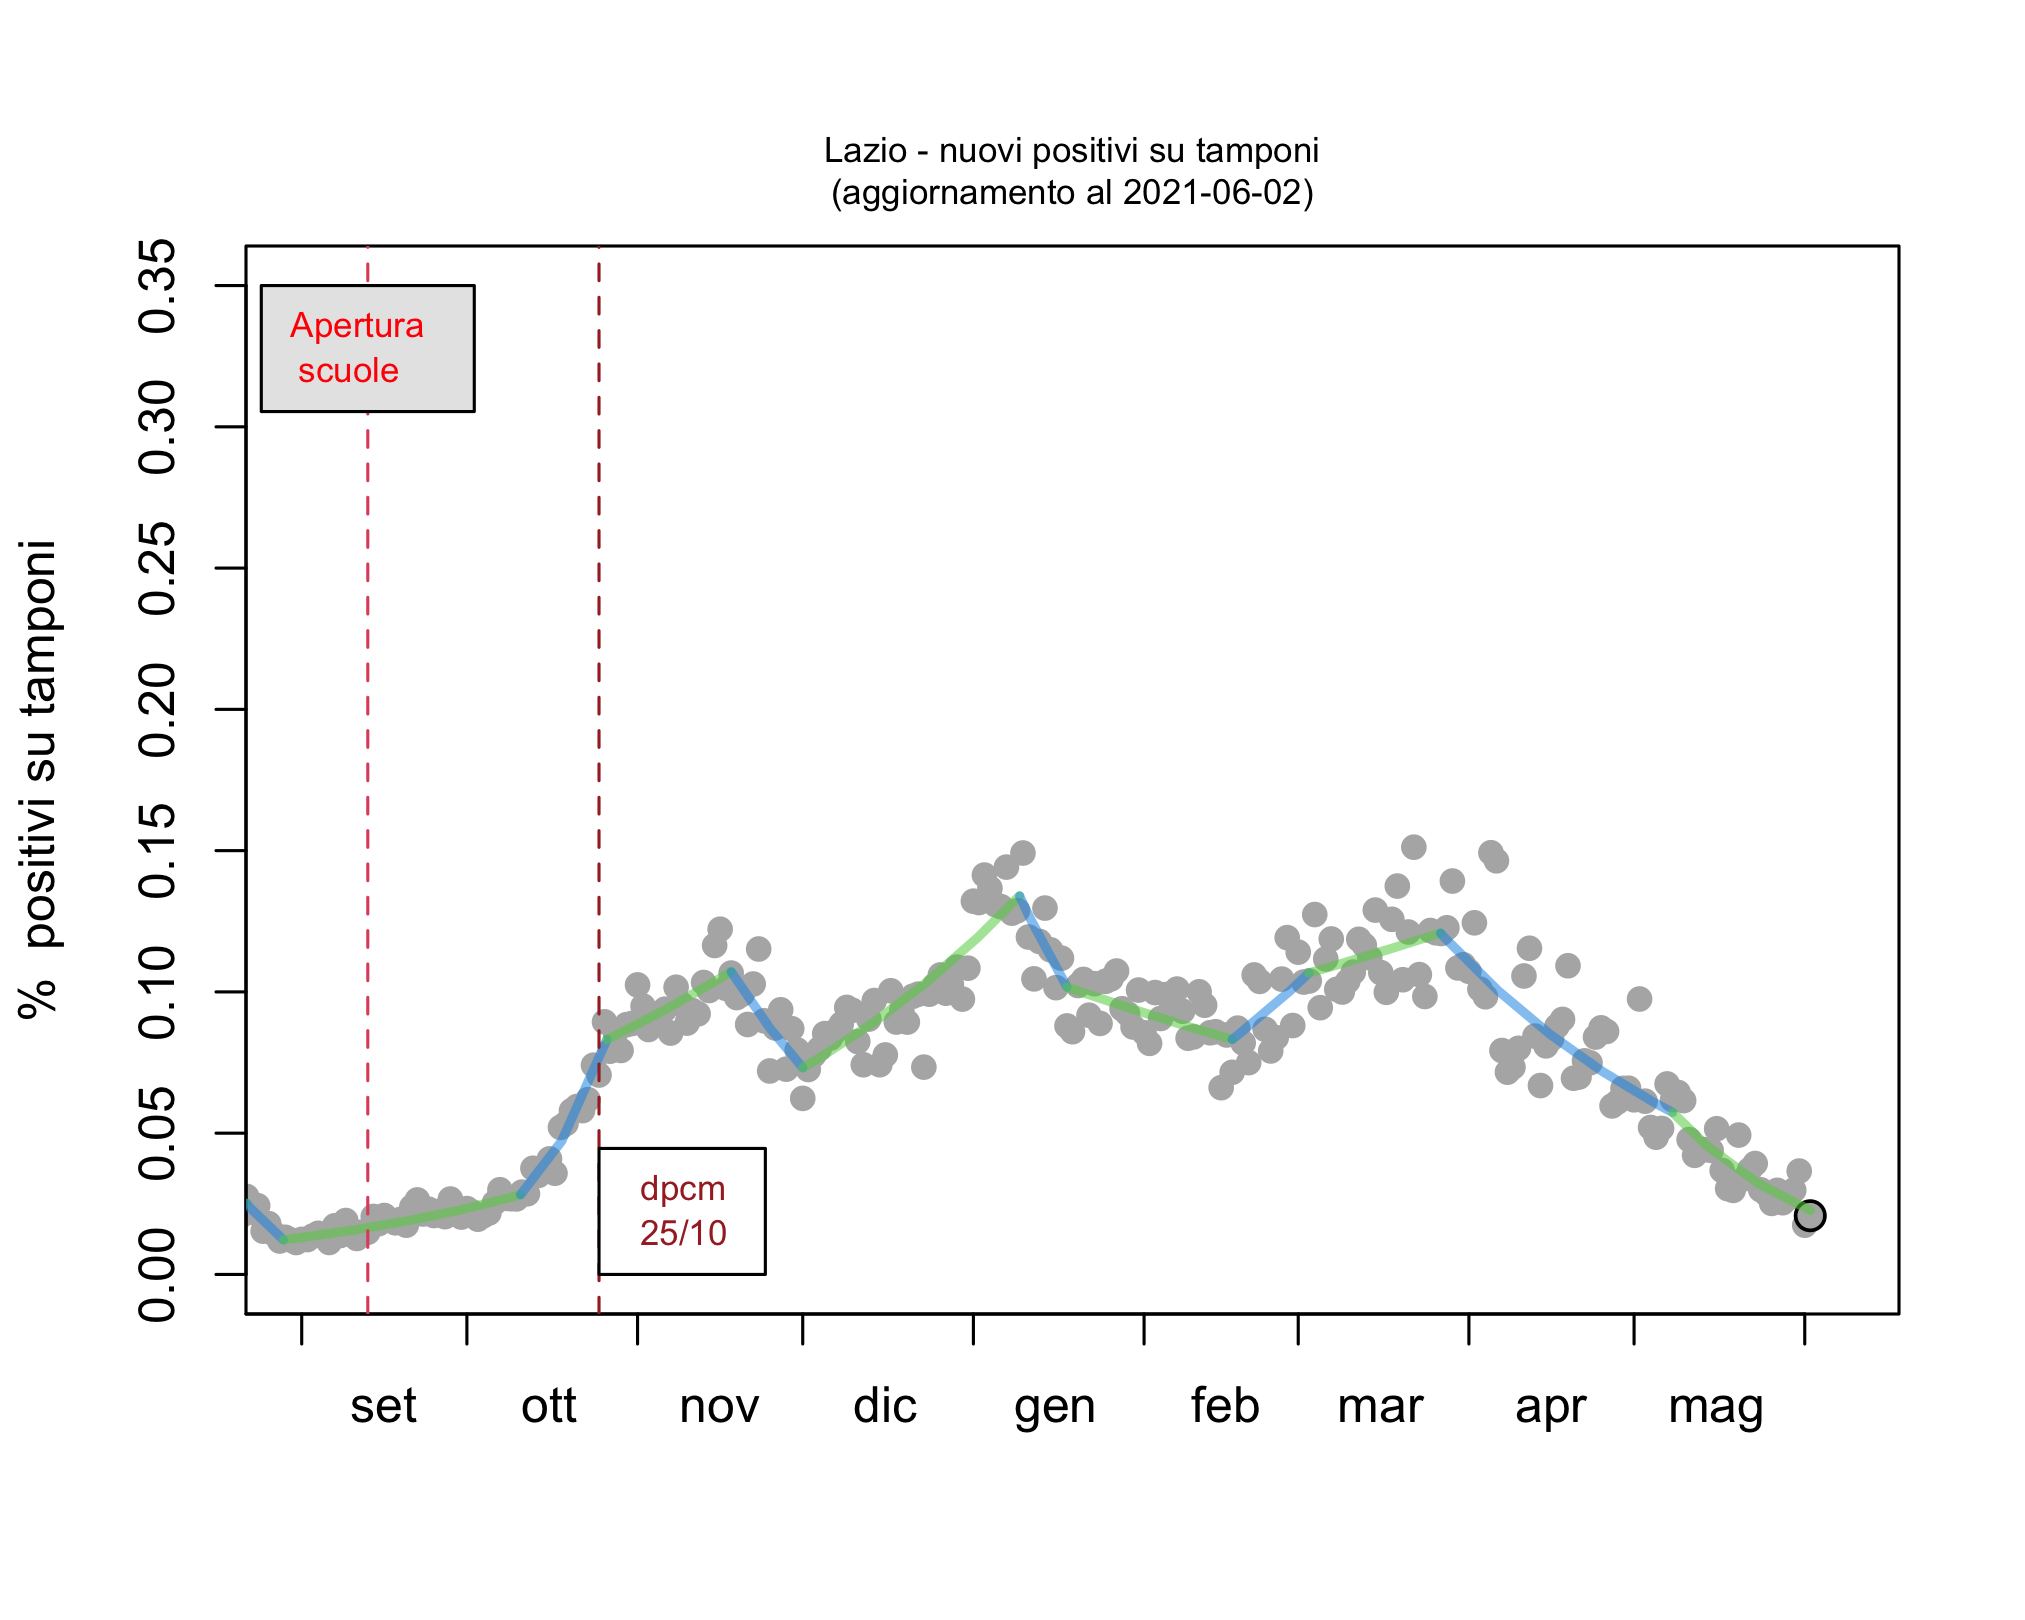 Lazio - nuovi positivi su tamponi
(aggiornamento al 2021-06-02)
% positivi su tamponi
0.35
0.30
0.25
0.20
0.15
0.10
0.05
0.00
Apertura
scuole
dpcm
25/10
set ott nov dic gen feb mar apr mag